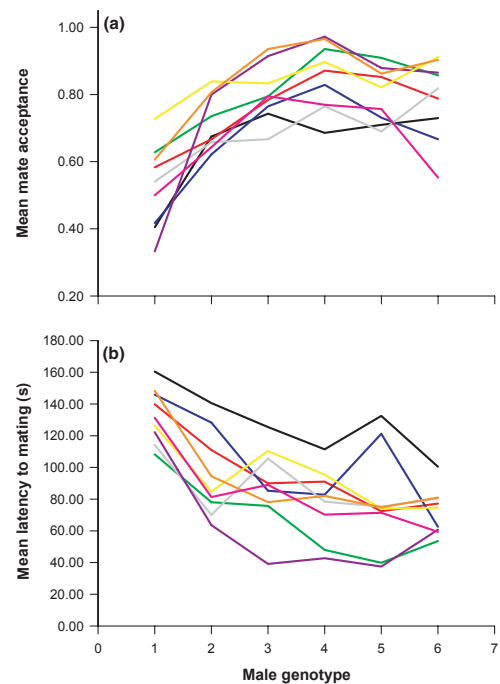 (a)
Mean mate acceptance
1.00
0.80
0.60
0.40
0.20
(b)
Mean latency to mating (s)
180.00
160.00
140.00
120.00
100.00
80.00
60.00
40.00
20.00
0.00
0 1 2 3 4 5 6 7
Male genotype